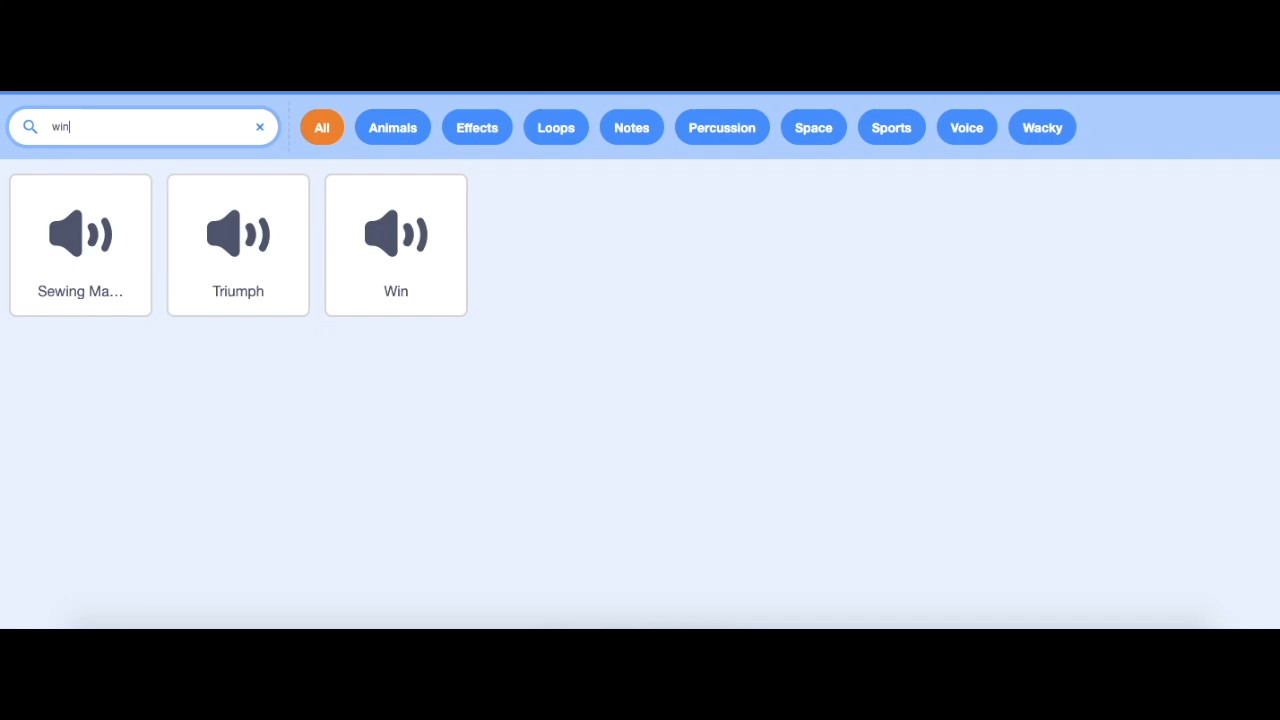 win
All
Animals
Effects
Loops
Notes
Percussion
Space
Sports
Voice
Wacky
Sewing Ma...
Triumph
Win